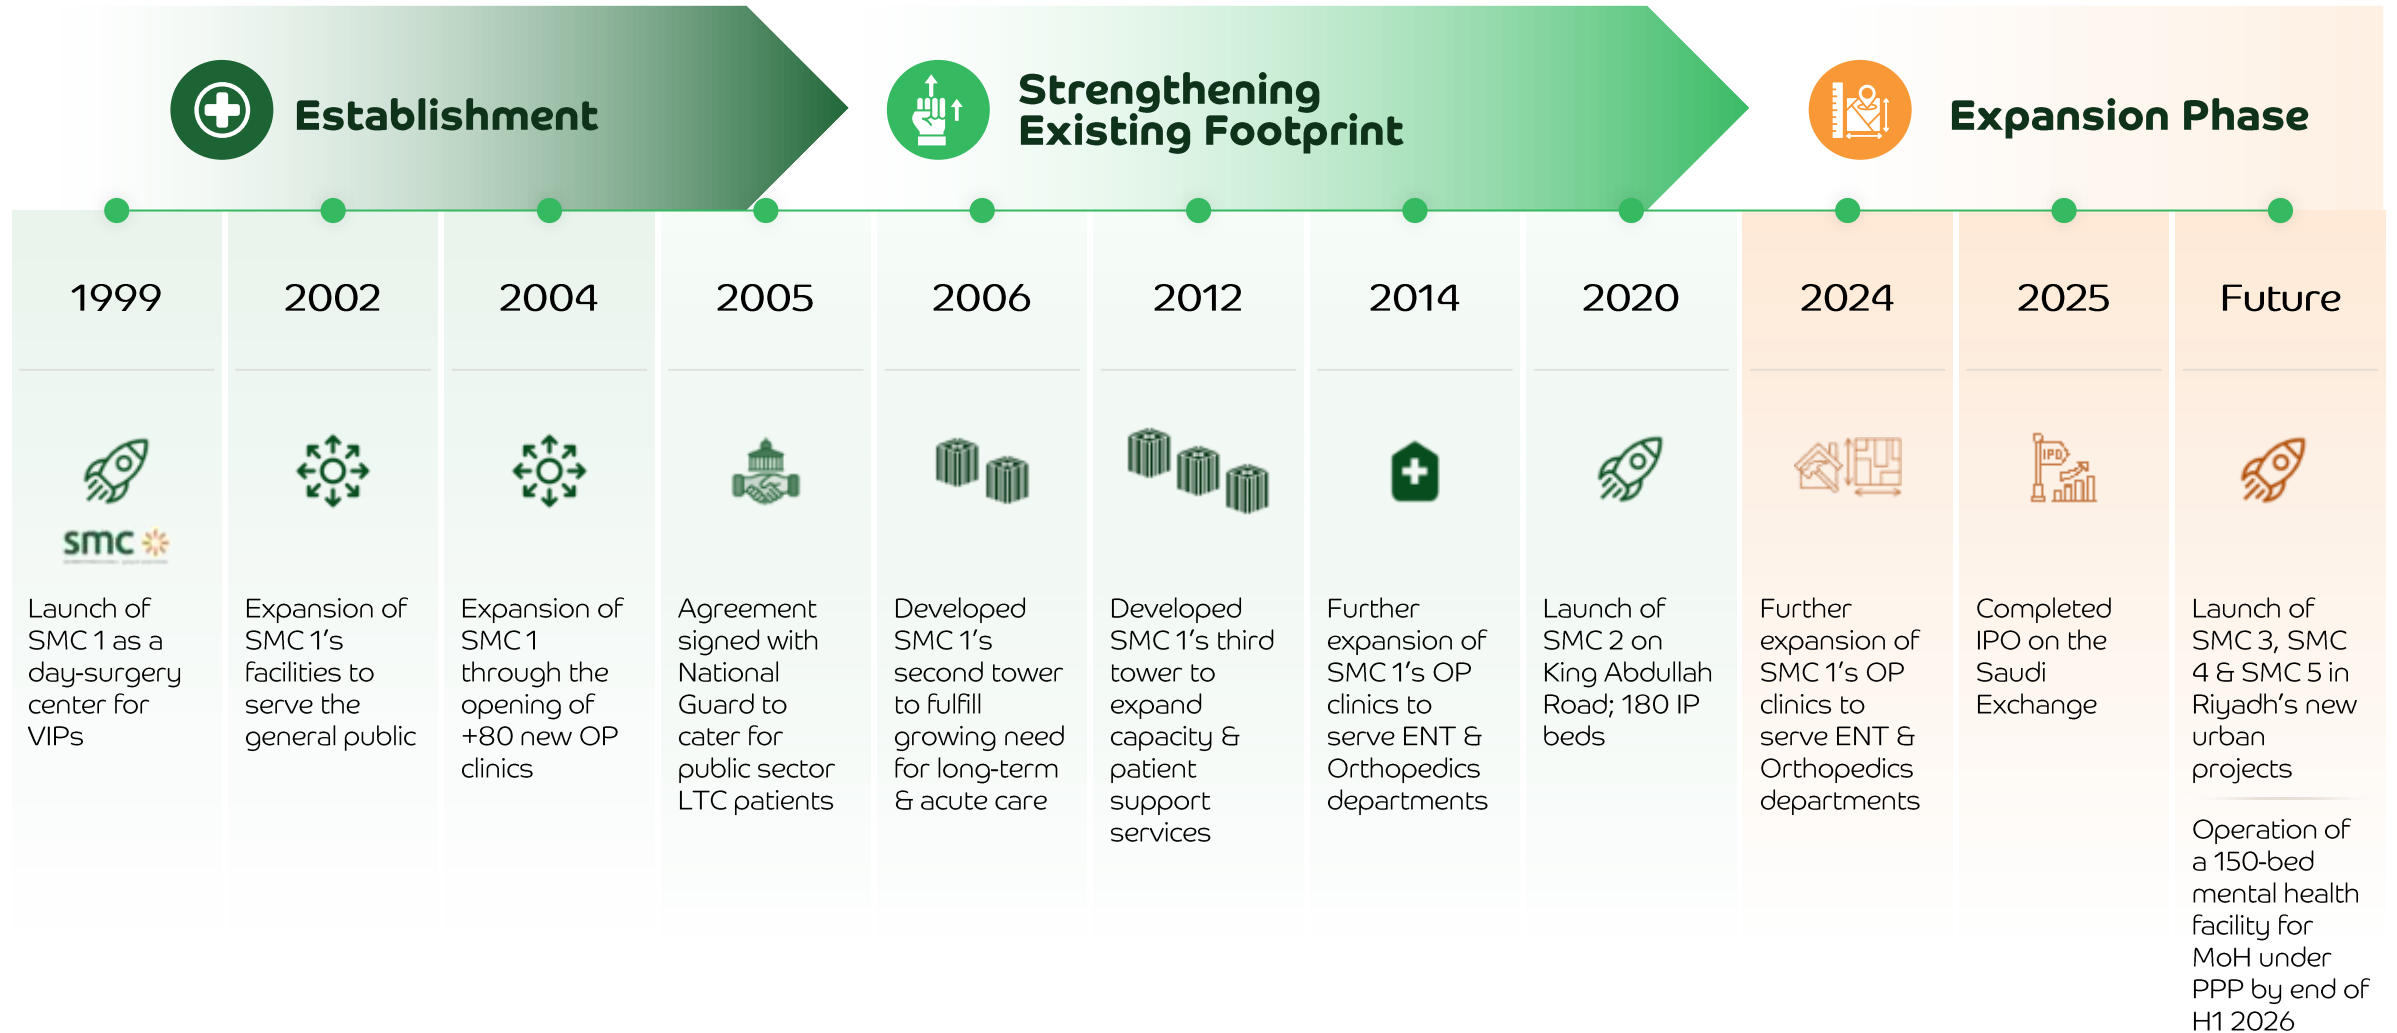 Establishment
Strengthening
Existing Footprint
Expansion Phase
1999
smc
Launch of
SMC 1 as a
day-surgery
center for
VIPs
2002
Expansion of
SMC 1's
facilities to
serve the
general public
2004
Expansion of
SMC 1
through the
opening of
+80 new OP
clinics
2005
Agreement
signed with
National
Guard to
cater for
public sector
LTC patients
2006
Developed
SMC 1's
second tower
to fulfill
growing need
for long-term
& acute care
2012
Developed
SMC 1's third
tower to
expand
capacity &
patient
support
services
2014
Further
expansion of
SMC 1's OP
clinics to
serve ENT &
Orthopedics
departments
2020
Launch of
SMC 2 on
King Abdullah
Road; 180 IP
beds
2024
Further
expansion of
SMC 1's OP
clinics to
serve ENT &
Orthopedics
departments
2025
IPO
Completed
IPO on the
Saudi
Exchange
Future
Launch of
SMC 3, SMC
4 & SMC 5 in
Riyadh's new
urban
projects
Operation of
a 150-bed
mental health
facility for
MoH under
PPP by end of
H1 2026